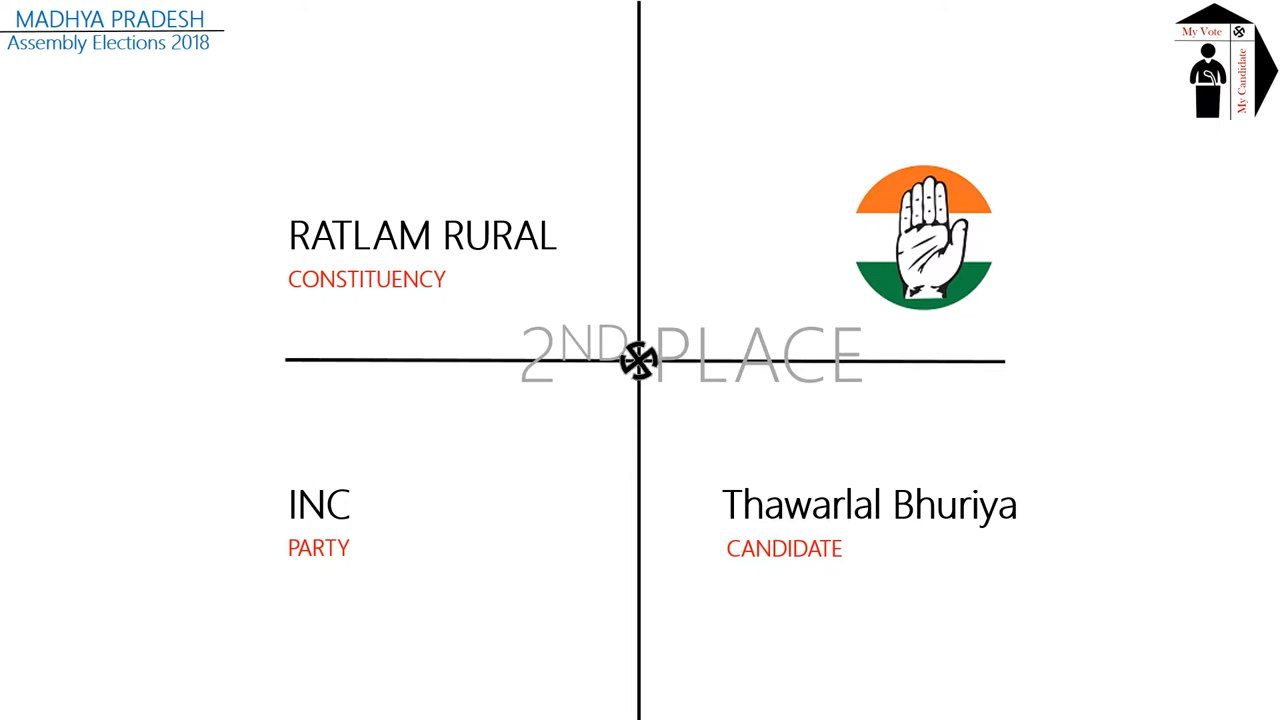 MADHYA PRADESH
Assembly Elections 2018
My Vote
My Candidate
RATLAM RURAL
CONSTITUENCY
2ND PLACE
INC
PARTY
Thawarlal Bhuriya
CANDIDATE